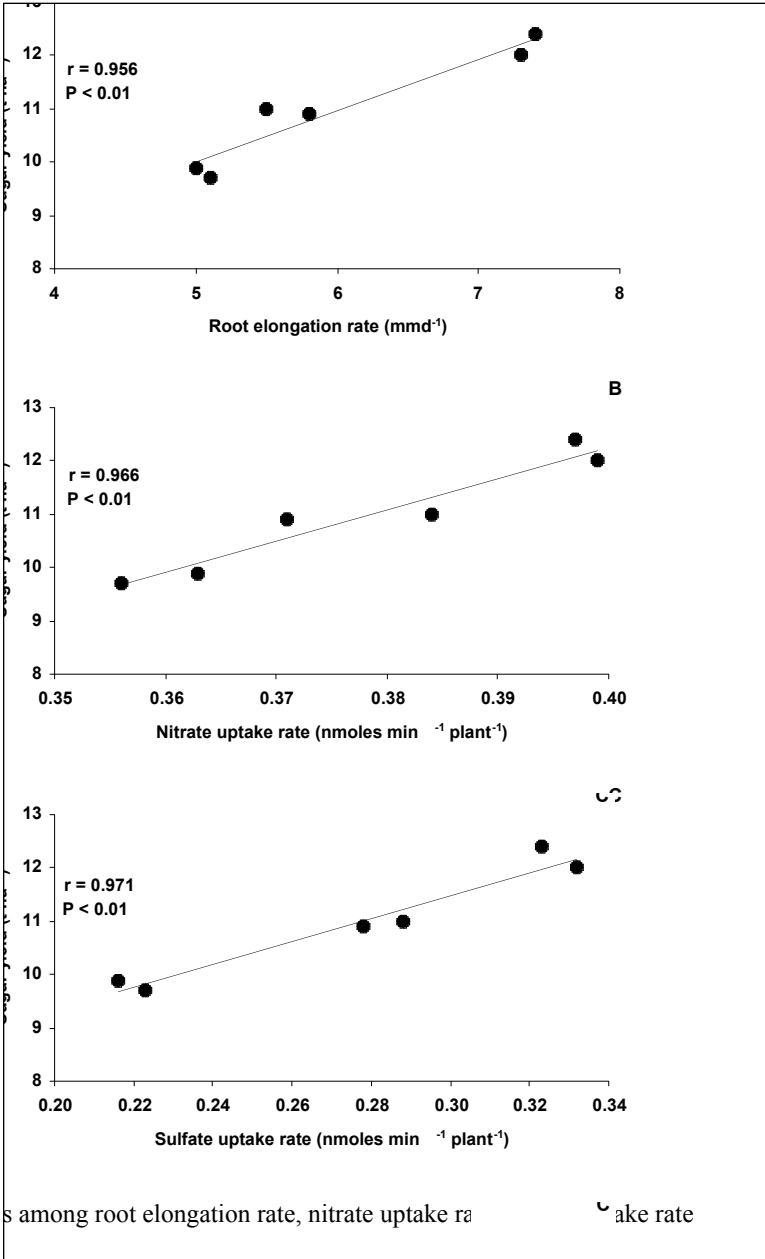 12
11
10
9
8
r = 0.956
P < 0.01
4 5 6 7 8
Root elongation rate (mmd⁻¹)
B
13
12
11
10
9
8
r = 0.966
P < 0.01
0.35 0.36 0.37 0.38 0.39 0.40
Nitrate uptake rate (nmoles min ⁻¹ plant⁻¹)
13
12
11
10
9
8
r = 0.971
P < 0.01
0.20 0.22 0.24 0.26 0.28 0.30 0.32 0.34
Sulfate uptake rate (nmoles min ⁻¹ plant⁻¹)
s among root elongation rate, nitrate uptake ra ake rate